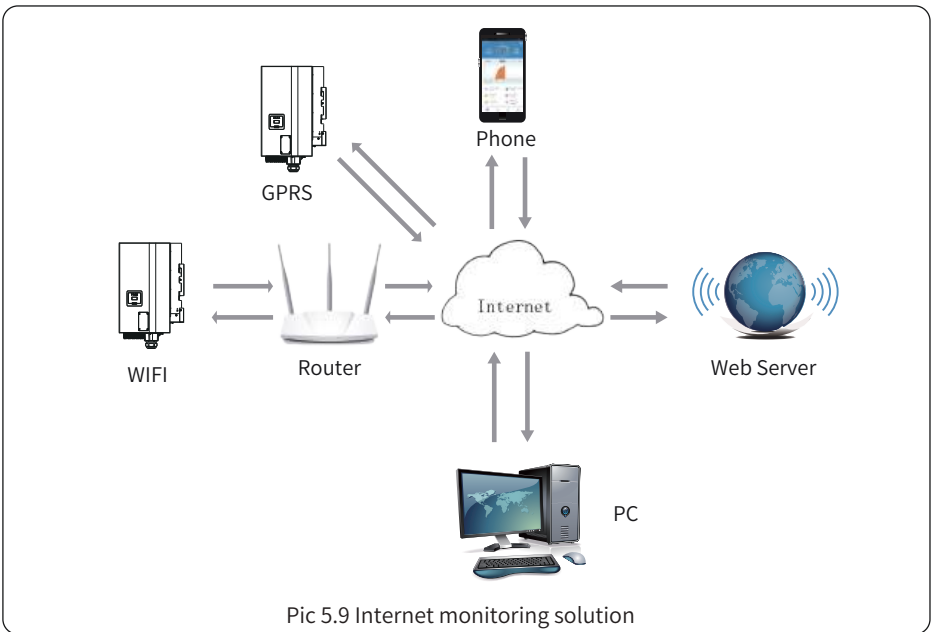 Phone
GPRS
Internet
WIFI
Router
Web Server
PC
Pic 5.9 Internet monitoring solution